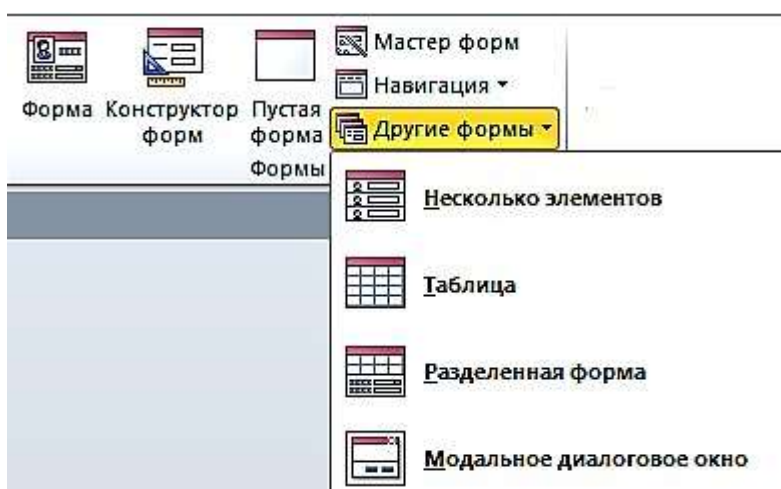 Форма
Конструктор
форм
Пустая
форма
Мастер форм
Навигация
Другие формы
Формы
Несколько элементов
Таблица
Разделенная форма
Модальное диалоговое окно